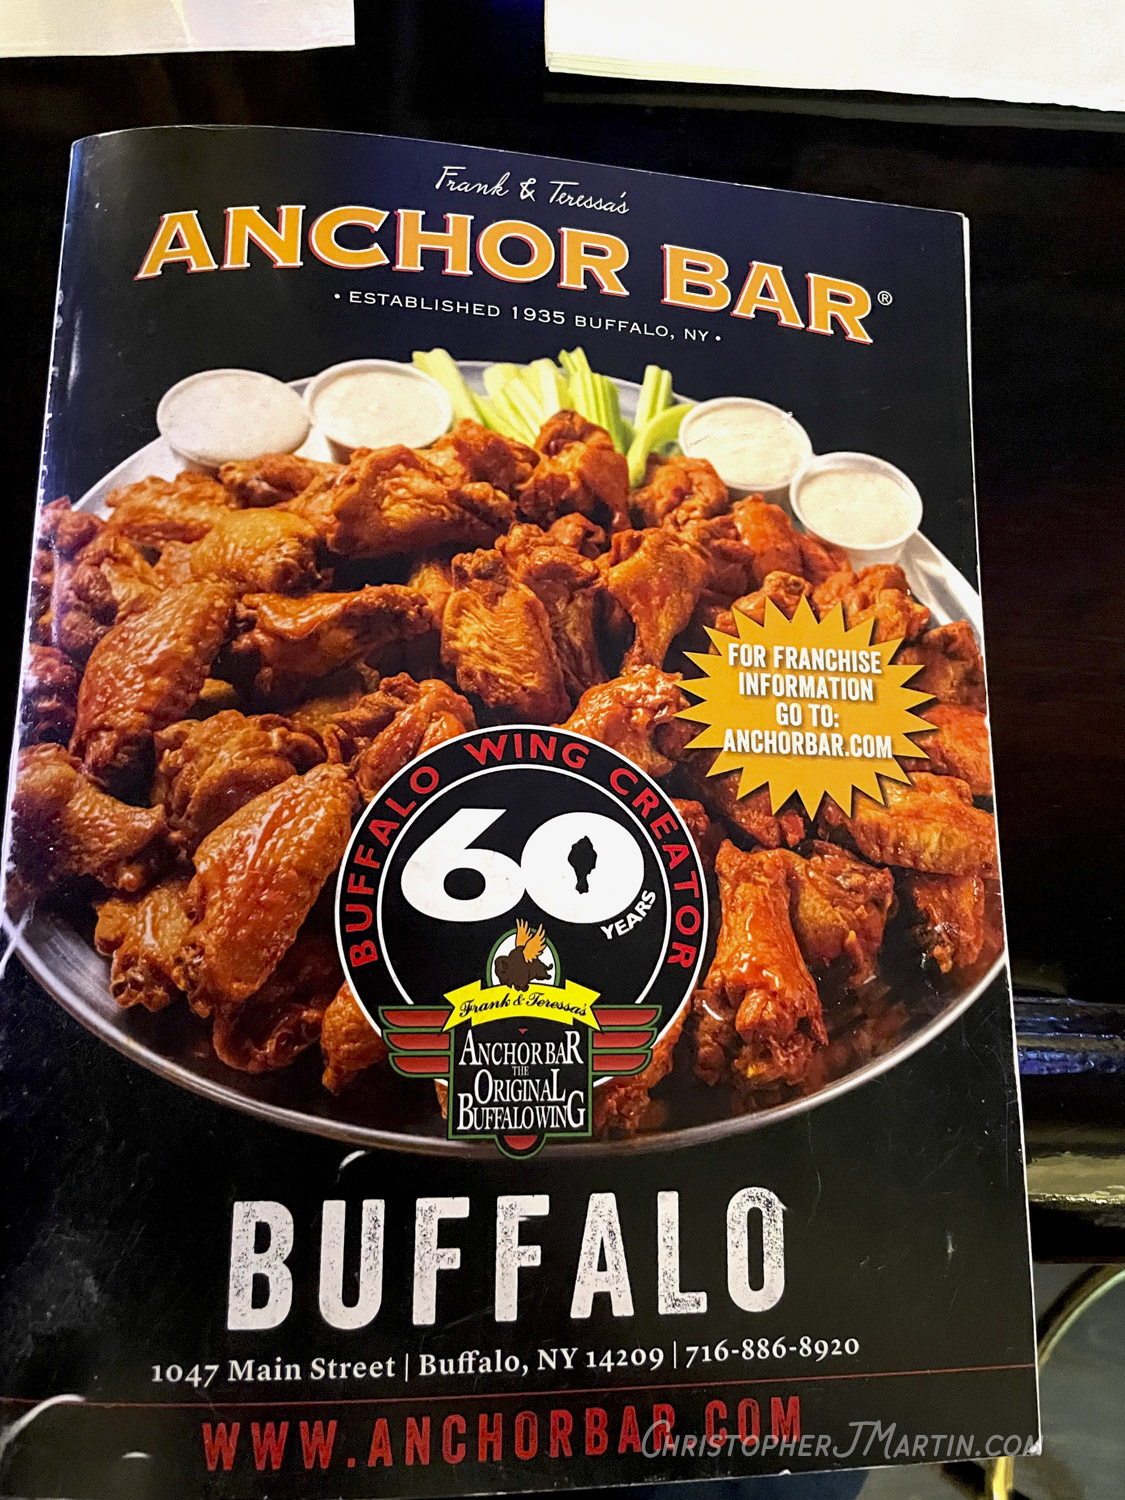 Frank & Teressa's
ANCHOR BAR®
• ESTABLISHED 1935 BUFFALO, NY •
FOR FRANCHISE
INFORMATION
GO TO:
ANCHORBAR.COM
BUFFALO WING CREATOR
60
YEARS
Frank & Teressa's
ANCHOR BAR
THE
ORIGINAL
BUFFALO WING
BUFFALO
1047 Main Street | Buffalo, NY 14209 | 716-886-8920
WWW.ANCHORBAR.COM
CHRISTOPHERJMARTIN.COM